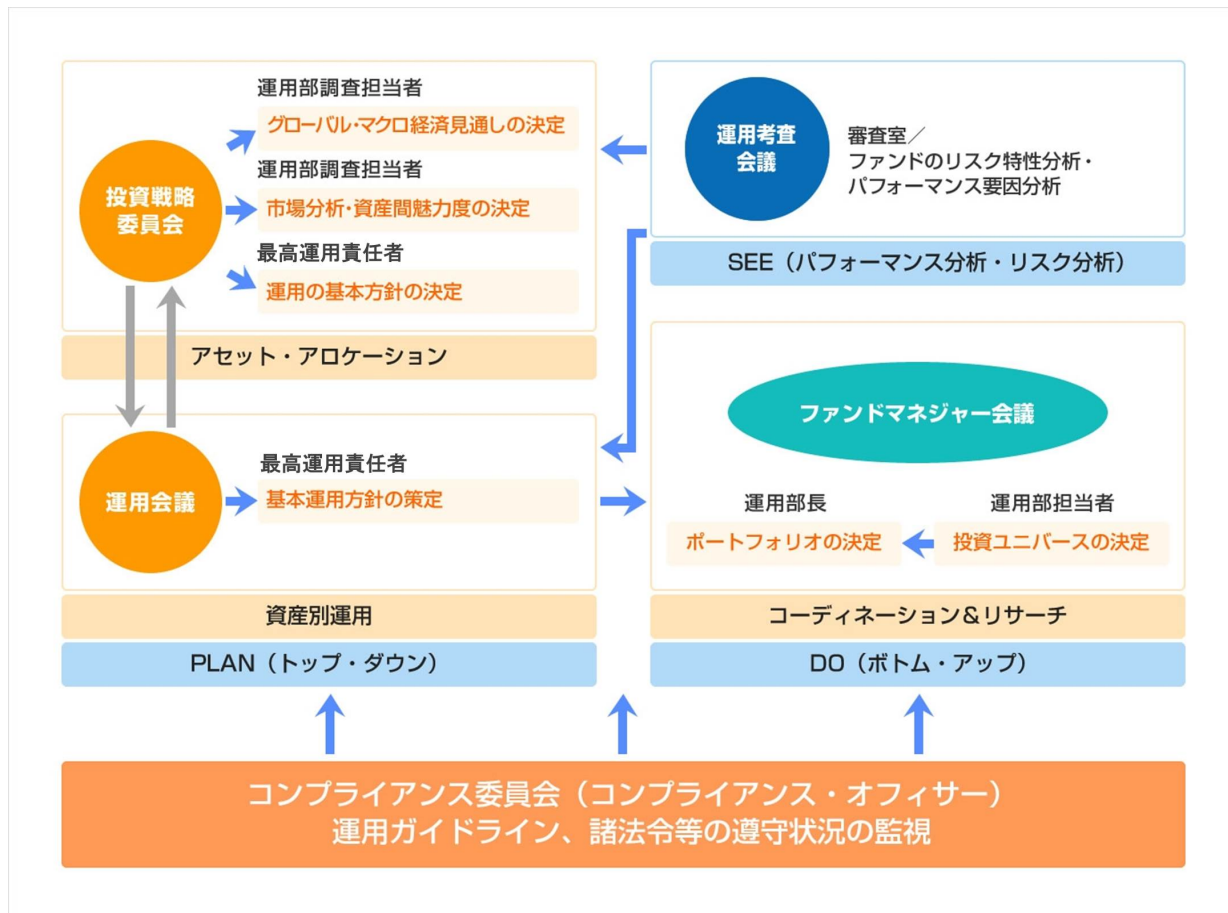 運用部調査担当者
グローバル・マクロ経済見通しの決定
投資戦略
委員会
運用部調査担当者
市場分析・資産間魅力度の決定
最高運用責任者
運用の基本方針の決定
アセット・アロケーション
運用考査
会議
審査室／
ファンドのリスク特性分析・
パフォーマンス要因分析
SEE（パフォーマンス分析・リスク分析）
運用会議
最高運用責任者
基本運用方針の策定
資産別運用
PLAN（トップ・ダウン）
ファンドマネジャー会議
運用部長
ポートフォリオの決定
運用部担当者
投資ユニバースの決定
コーディネーション＆リサーチ
DO（ボトム・アップ）
コンプライアンス委員会（コンプライアンス・オフィサー）
運用ガイドライン、諸法令等の遵守状況の監視